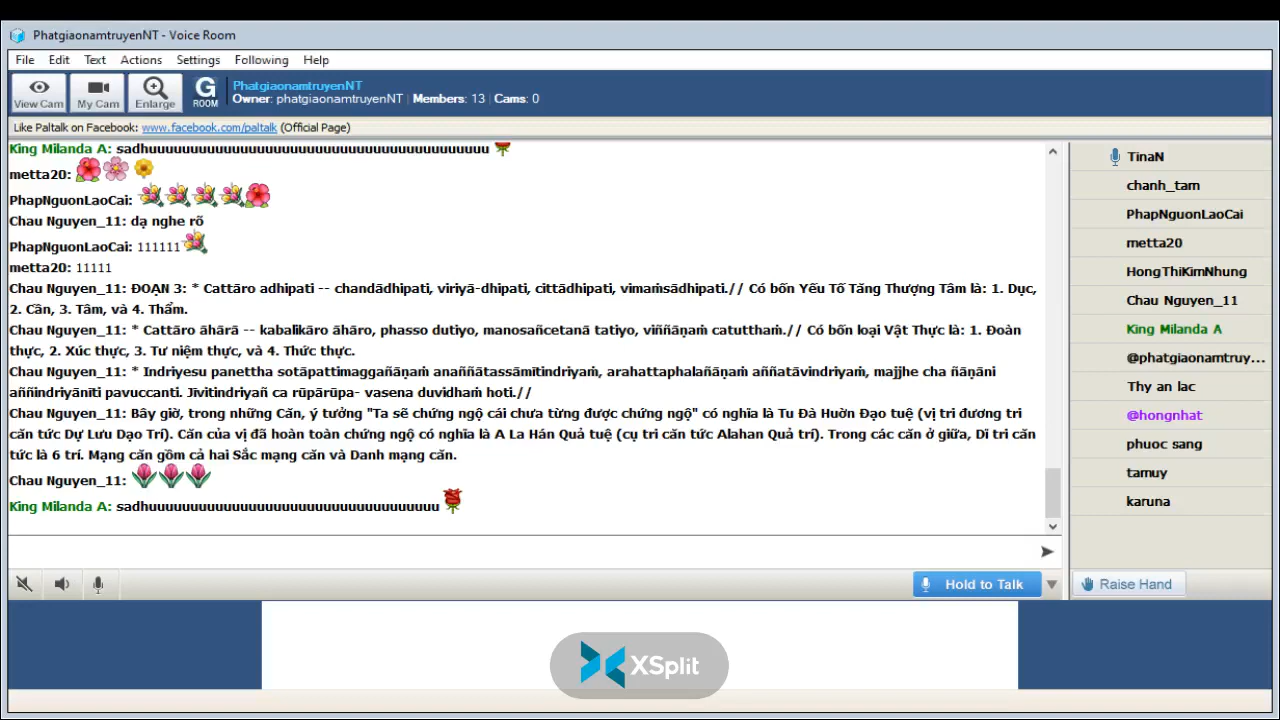 PhatgiaonamtruyenNT - Voice Room
File Edit Text Actions Settings Following Help
View Cam My Cam Enlarge G ROOM PhatgiaonamtruyenNT
Owner: phatgiaonamtruyenNT | Members: 13 | Cams: 0
Like Paltalk on Facebook: www.facebook.com/paltalk (Official Page)
King Milanda A: sadhuuuuuuuuuuuuuuuuuuuuuuuuuuuuuuuuuuuuuuuuu
metta20:
PhapNguonLaoCai:
Chau Nguyen_11: dạ nghe rõ
PhapNguonLaoCai: 111111
metta20: 11111
Chau Nguyen_11: ĐOẠN 3: * Cattāro adhipati -- chandādhipati, viriyā-dhipati, cittādhipati, vimaṁsādhipati.// Có bốn Yếu Tố Tăng Thượng Tâm là: 1. Dục,
2. Cần, 3. Tâm, và 4. Thẩm.
Chau Nguyen_11: * Cattāro āhārā -- kabalikāro āhāro, phasso dutiyo, manosañcetanā tatiyo, viññāṇaṁ catutthaṁ.// Có bốn loại Vật Thực là: 1. Đoàn
thực, 2. Xúc thực, 3. Tư niệm thực, và 4. Thức thực.
Chau Nguyen_11: * Indriyesu panettha sotāpattimaggañāṇaṁ anaññātassāmītindriyaṁ, arahattaphalañāṇaṁ aññatāvindriyaṁ, majjhe cha ñāṇāni
aññindriyānīti pavuccanti. Jīvitindriyañ ca rūpārūpa- vasena duvidhaṁ hoti.//
Chau Nguyen_11: Bây giờ, trong những Căn, ý tưởng "Ta sẽ chứng ngộ cái chưa từng được chứng ngộ" có nghĩa là Tu Đà Huờn Đạo tuệ (vị tri đương tri
căn tức Dự Lưu Dạo Trí). Căn của vị đã hoàn toàn chứng ngộ có nghĩa là A La Hán Quả tuệ (cụ tri căn tức Alahan Quả trí). Trong các căn ở giữa, Dĩ tri căn
tức là 6 trí. Mạng căn gồm cả hai Sắc mạng căn và Danh mạng căn.
Chau Nguyen_11:
King Milanda A: sadhuuuuuuuuuuuuuuuuuuuuuuuuuuuuuuuuuuu
TinaN
chanh_tam
PhapNguonLaoCai
metta20
HongThiKimNhung
Chau Nguyen_11
King Milanda A
@phatgiaonamtruy...
Thy an lac
@hongnhat
phuoc sang
tamuy
karuna
Hold to Talk
Raise Hand
XSplit